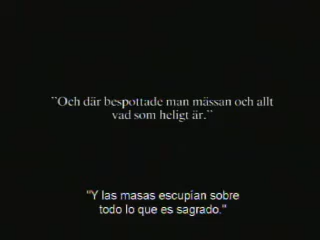 "Och där bespottade man mässan och allt
vad som heligt är."
"Y las masas escupían sobre
todo lo que es sagrado."